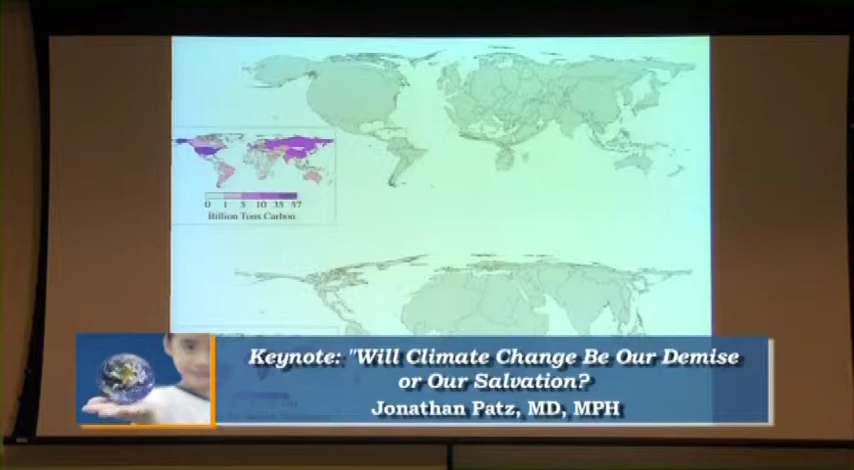 0 1 5 10 35 57
Billion Tons Carbon
Keynote: "Will Climate Change Be Our Demise
or Our Salvation?
Jonathan Patz, MD, MPH